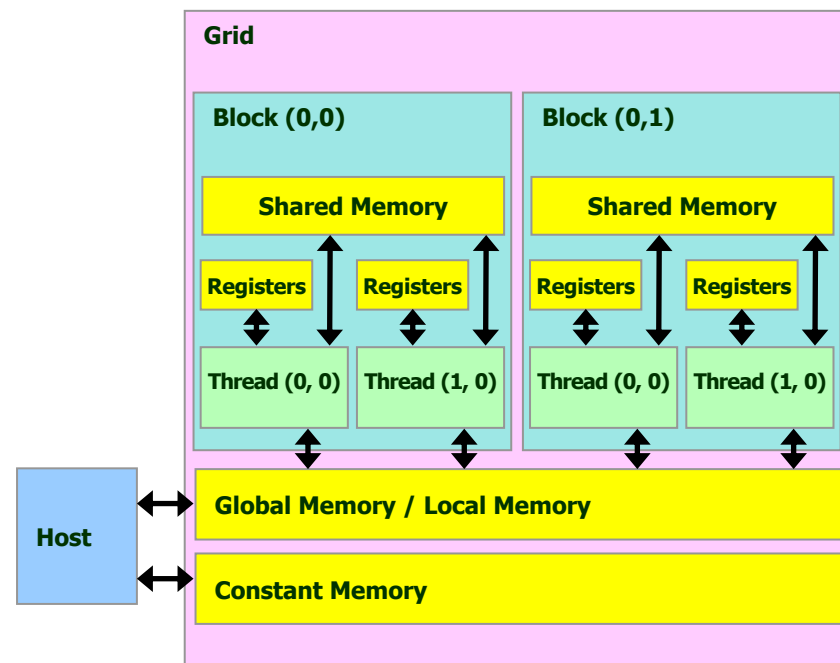 Grid
Block (0,0)
Block (0,1)
Shared Memory
Shared Memory
Registers
Registers
Registers
Registers
Thread (0, 0)
Thread (1, 0)
Thread (0, 0)
Thread (1, 0)
Global Memory / Local Memory
Host
Constant Memory